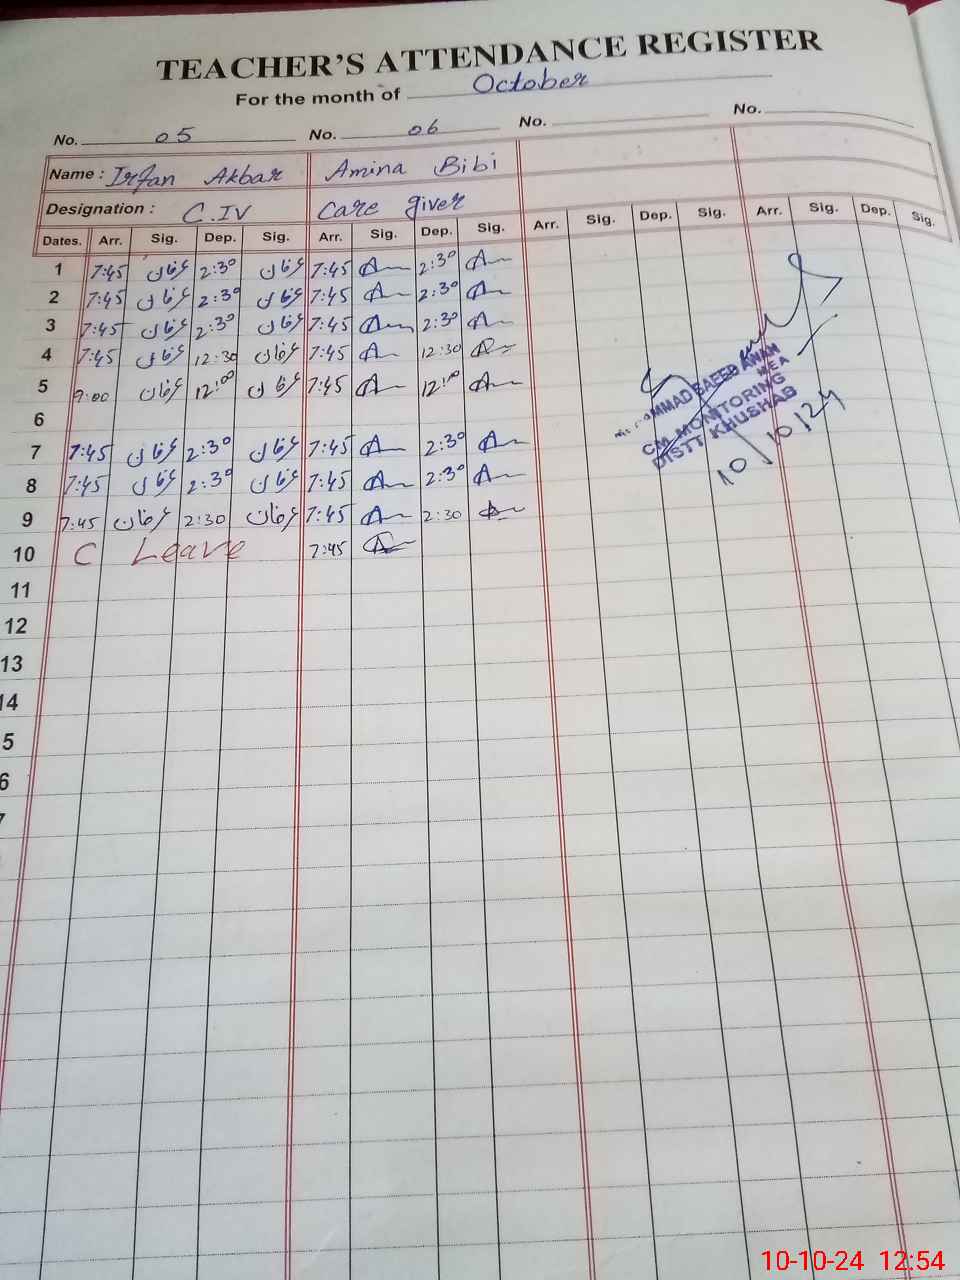 TEACHER'S ATTENDANCE REGISTER
For the month of October
No. 05 No. 06 No. No.
Name : Irfan Akbar Amina Bibi
Designation : C.IV Care giver
Dates. Arr. Sig. Dep. Sig. Arr. Sig. Dep. Sig. Arr. Sig. Dep. Sig. Arr. Sig. Dep. Sig.
1 7:45 عرفان 2:30 عرفان 7:45 2:30
2 7:45 عرفان 2:30 عرفان 7:45 2:30
3 7:45 عرفان 2:30 عرفان 7:45 2:30
4 7:45 عرفان 12:30 عرفان 7:45 12:30
5 9:00 عرفان 12:00 عرفان 7:45 12:00
6
7 7:45 عرفان 2:30 عرفان 7:45 2:30
8 7:45 عرفان 2:30 عرفان 7:45 2:30
9 7:45 عرفان 2:30 عرفان 7:45 2:30
10 C Leave 7:45
11
12
13
14
5
6
7
SAEED
MEA
CM MONITORING
DISTT KHUSHAB
10/10/24
10-10-24 12:54